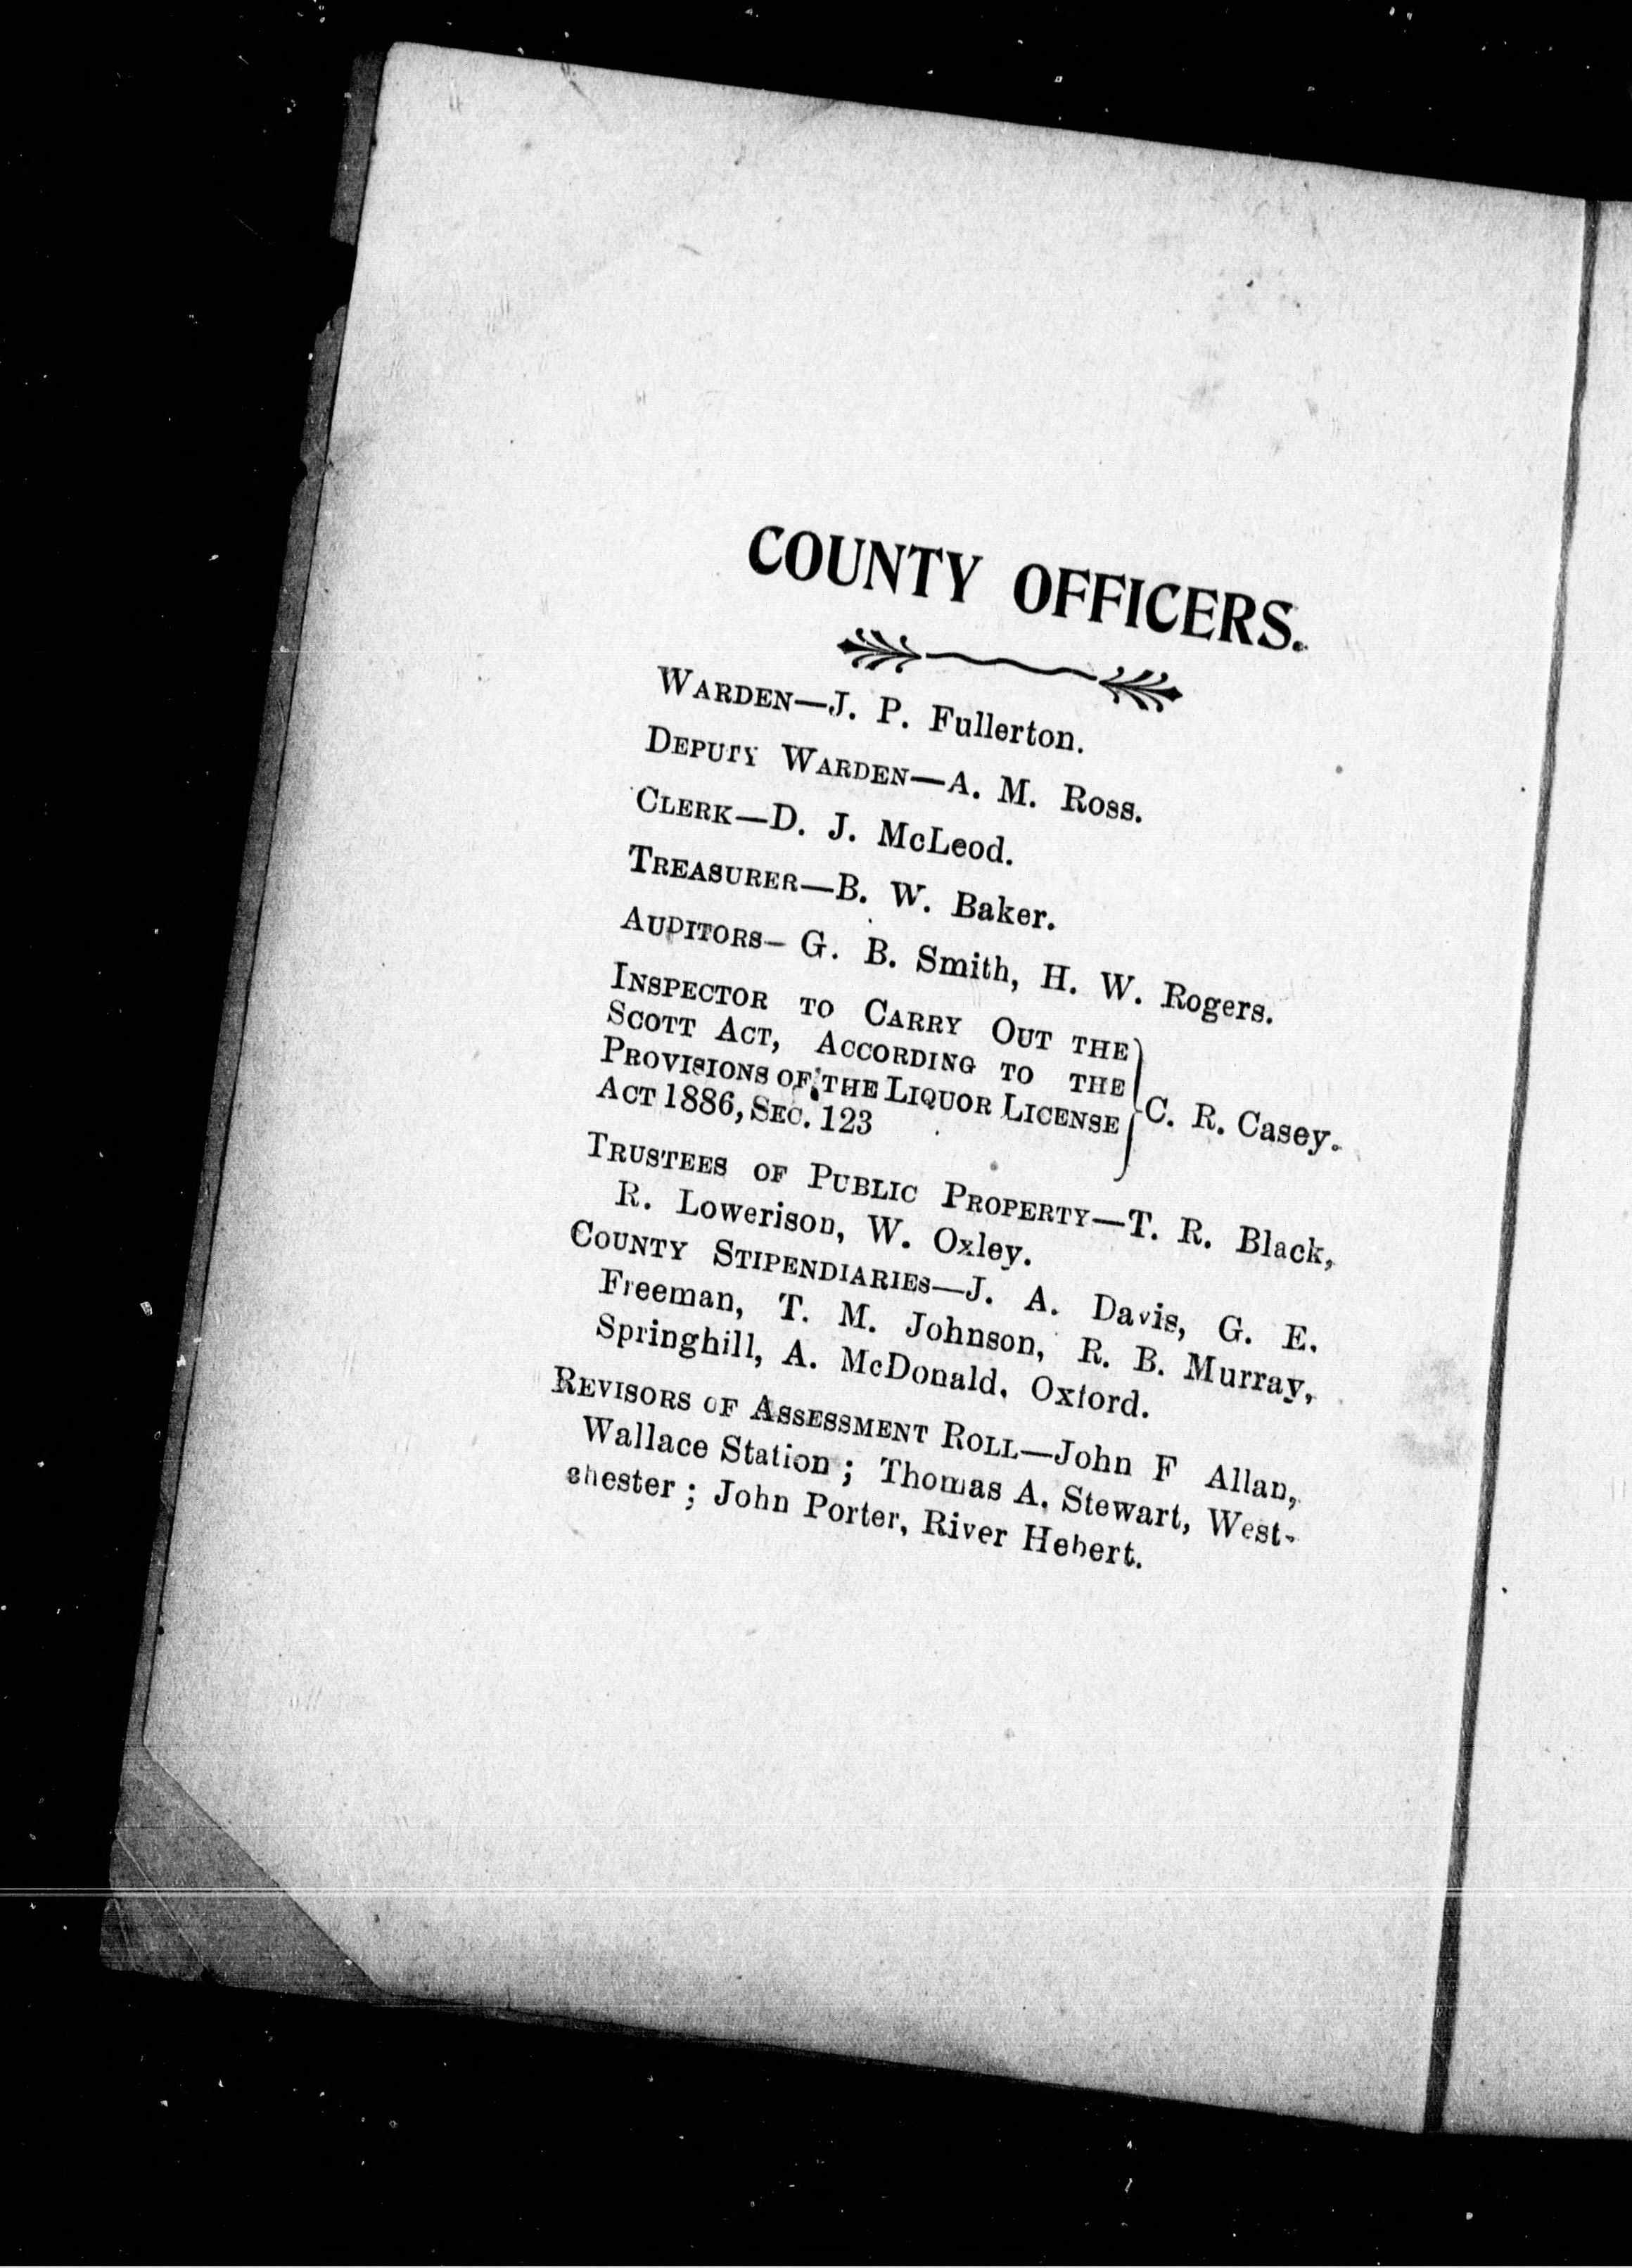 COUNTY OFFICERS.
WARDEN—J. P. Fullerton.
DEPUTY WARDEN—A. M. Ross.
CLERK—D. J. McLeod.
TREASURER—B. W. Baker.
AUDITORS—G. B. Smith, H. W. Rogers.
INSPECTOR TO CARRY OUT THE
SCOTT ACT, ACCORDING TO THE
PROVISIONS OF THE LIQUOR LICENSE
ACT 1886, SEC. 123
C. R. Casey.
TRUSTEES OF PUBLIC PROPERTY—T. R. Black,
R. Lowerison, W. Oxley.
COUNTY STIPENDIARIES—J. A. Davis, G. E.
Freeman, T. M. Johnson, R. B. Murray,
Springhill, A. McDonald, Oxford.
REVISORS OF ASSESSMENT ROLL—John F Allan,
Wallace Station; Thomas A. Stewart, West-
chester; John Porter, River Hebert.